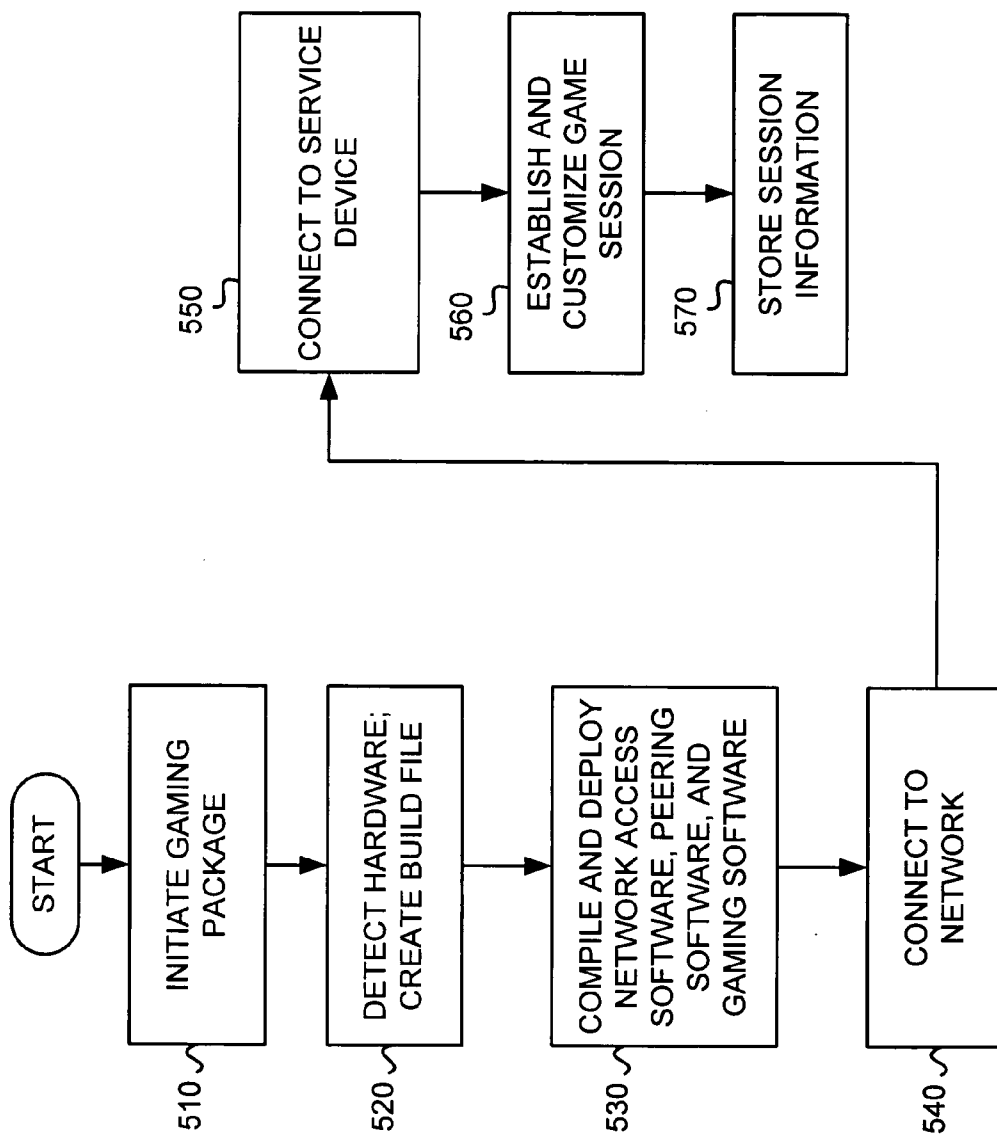 START
510
INITIATE GAMING
PACKAGE
520
DETECT HARDWARE;
CREATE BUILD FILE
530
COMPILE AND DEPLOY
NETWORK ACCESS
SOFTWARE, PEERING
SOFTWARE, AND
GAMING SOFTWARE
540
CONNECT TO
NETWORK
550
CONNECT TO SERVICE
DEVICE
560
ESTABLISH AND
CUSTOMIZE GAME
SESSION
570
STORE SESSION
INFORMATION